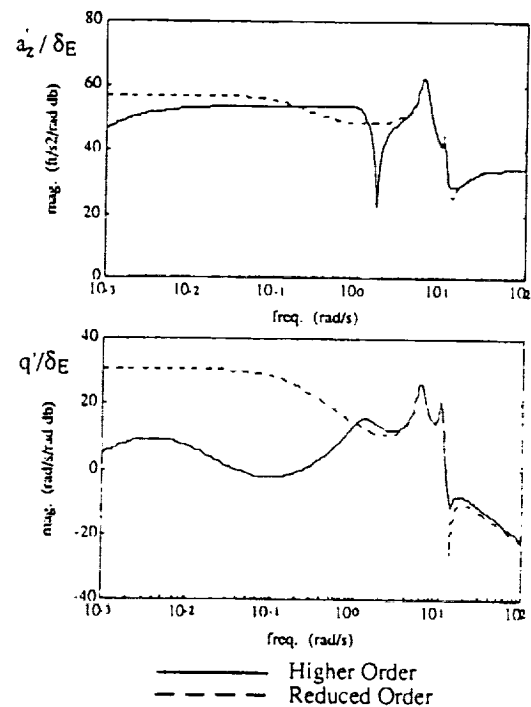 a'z / δE
mag. (ft/s2/rad db)
80
60
40
20
0
10-3 10-2 10-1 100 101 102
freq. (rad/s)
q'/δE
mag. (rad/s/rad db)
40
20
0
-20
-40
10-3 10-2 10-1 100 101 102
freq. (rad/s)
Higher Order
Reduced Order